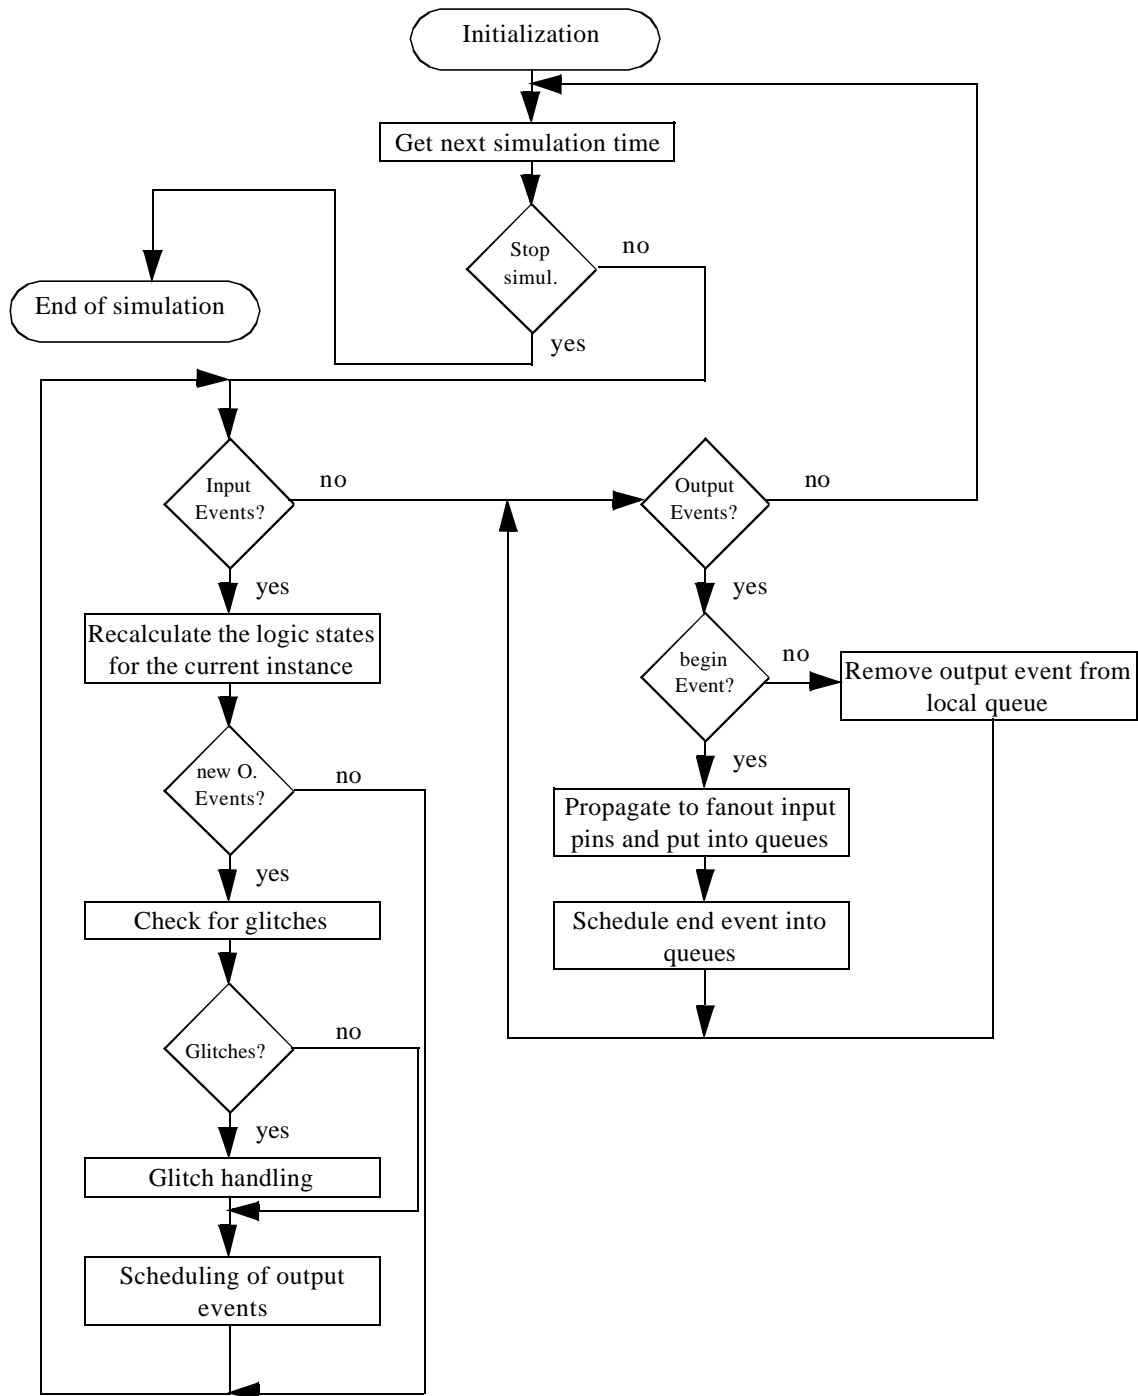 Initialization
Get next simulation time
Stop
simul.
no
yes
End of simulation
Input
Events?
no
yes
Recalculate the logic states
for the current instance
new O.
Events?
no
yes
Check for glitches
Glitches?
no
yes
Glitch handling
Scheduling of output
events
Output
Events?
no
yes
begin
Event?
no
Remove output event from
local queue
yes
Propagate to fanout input
pins and put into queues
Schedule end event into
queues